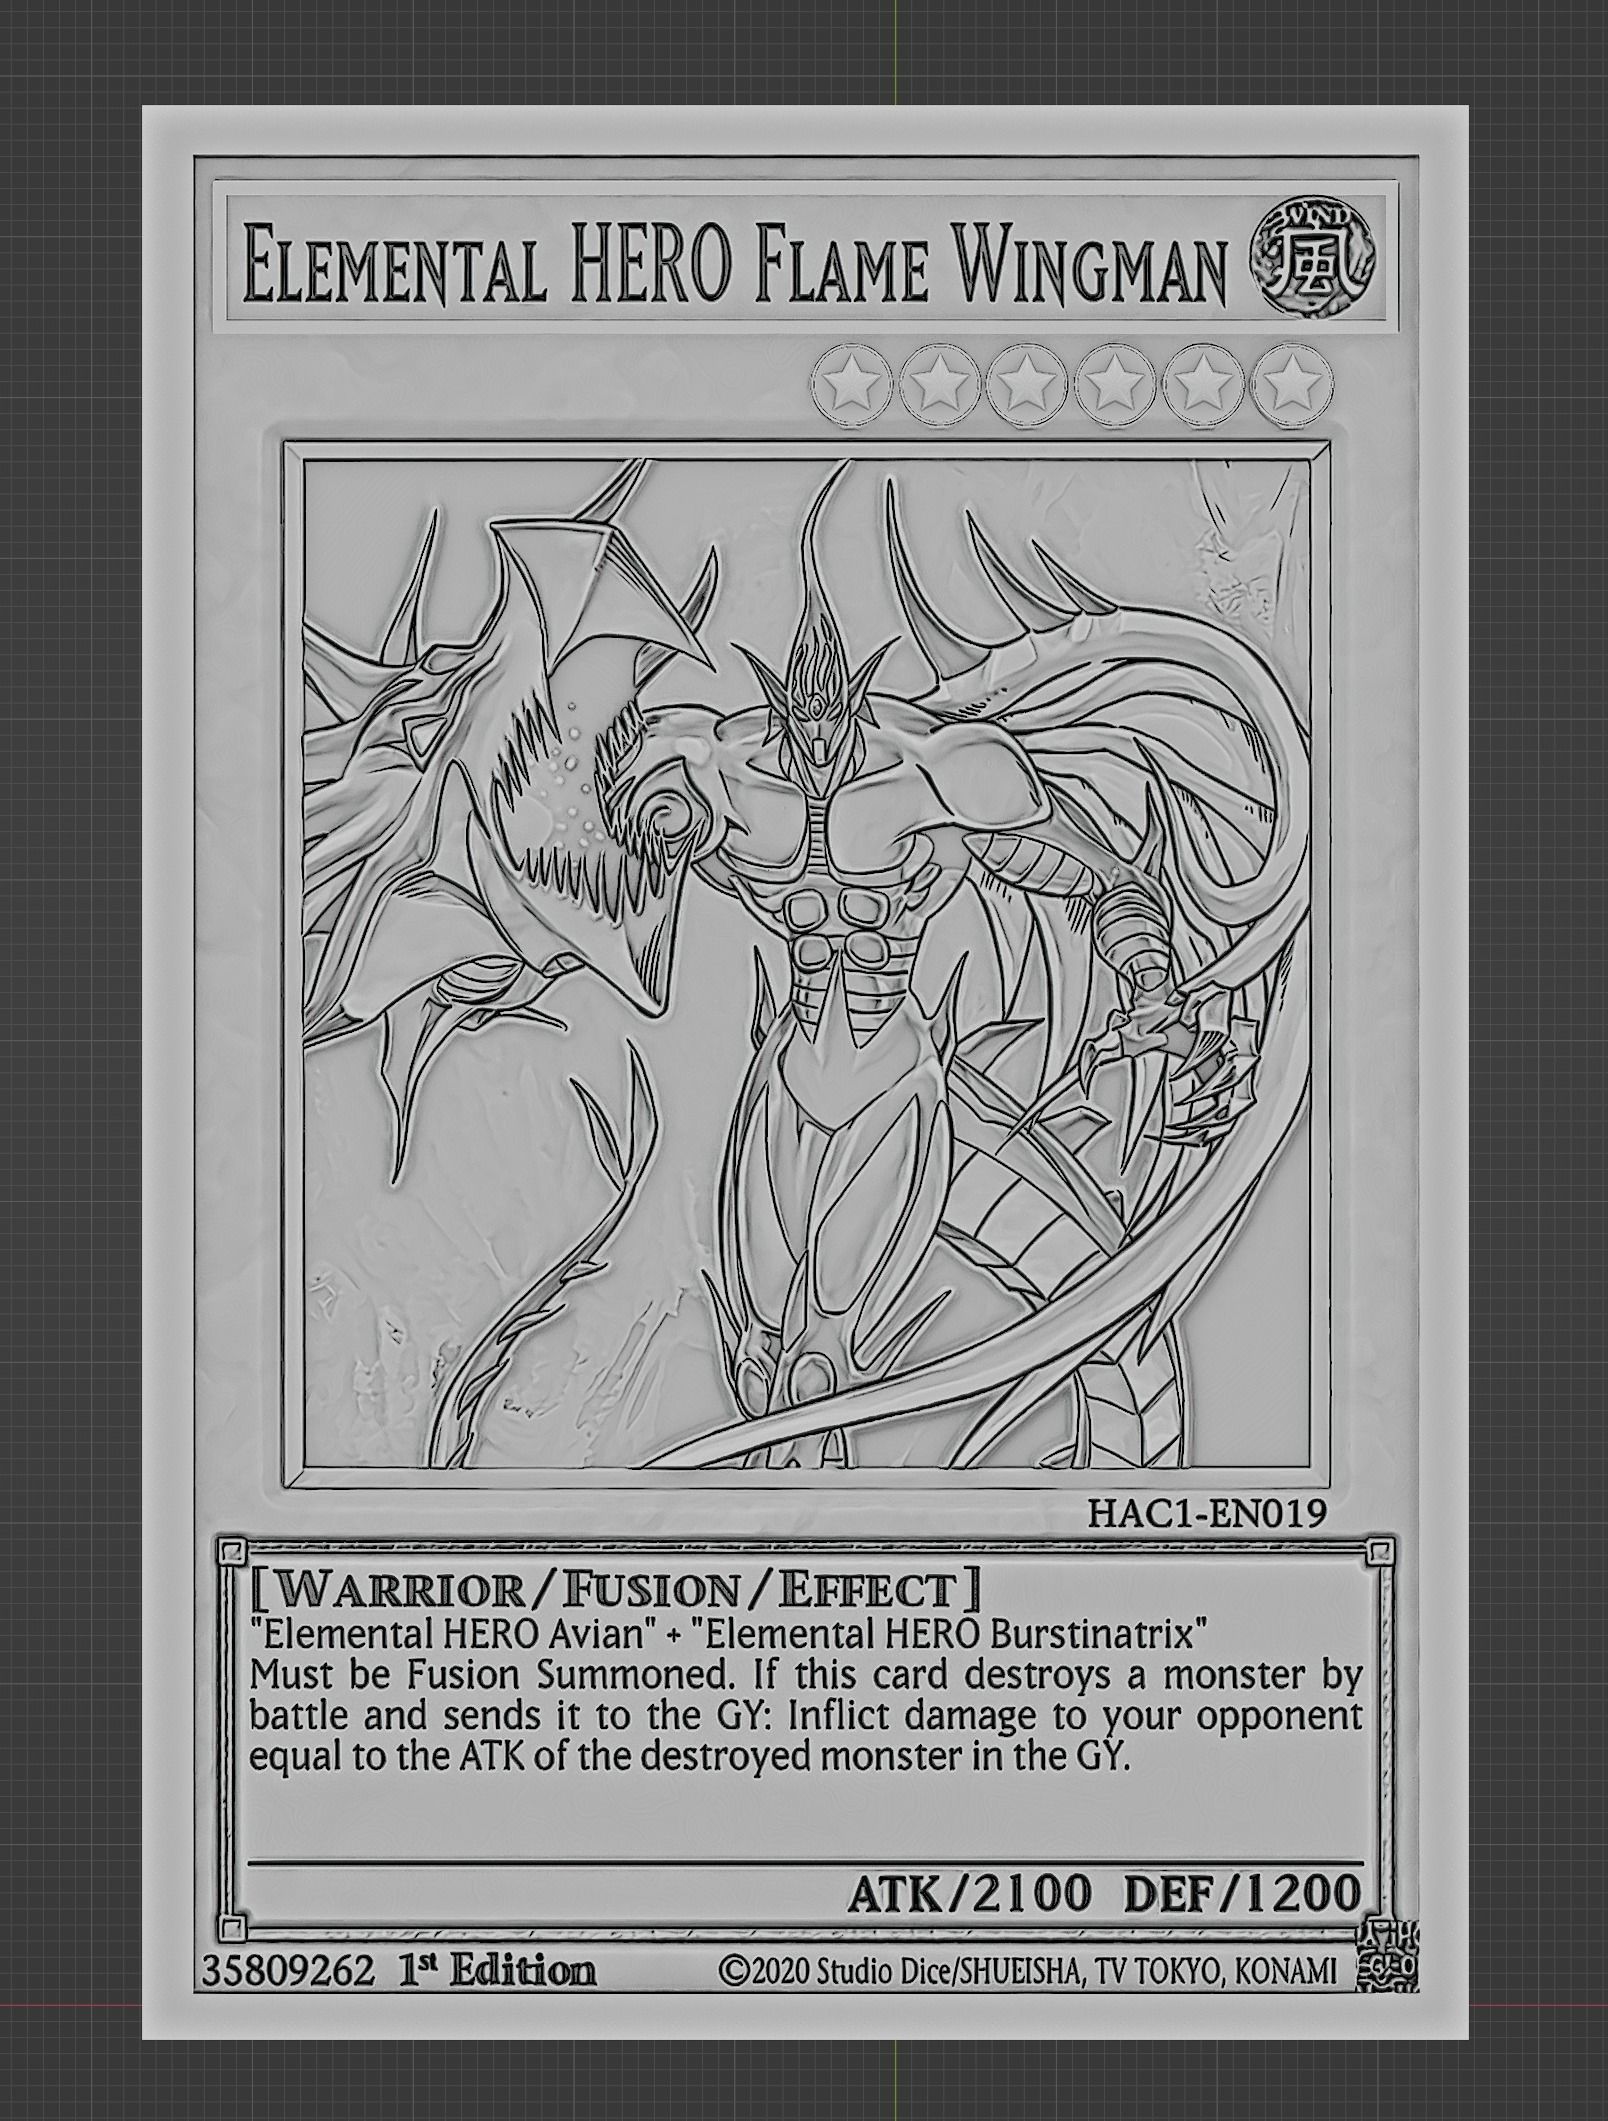 Elemental HERO Flame Wingman
WIND
風
HAC1-EN019
[Warrior/Fusion/Effect]
"Elemental HERO Avian" + "Elemental HERO Burstinatrix"
Must be Fusion Summoned. If this card destroys a monster by
battle and sends it to the GY: Inflict damage to your opponent
equal to the ATK of the destroyed monster in the GY.
ATK/2100 DEF/1200
35809262 1st Edition ©2020 Studio Dice/SHUEISHA, TV TOKYO, KONAMI